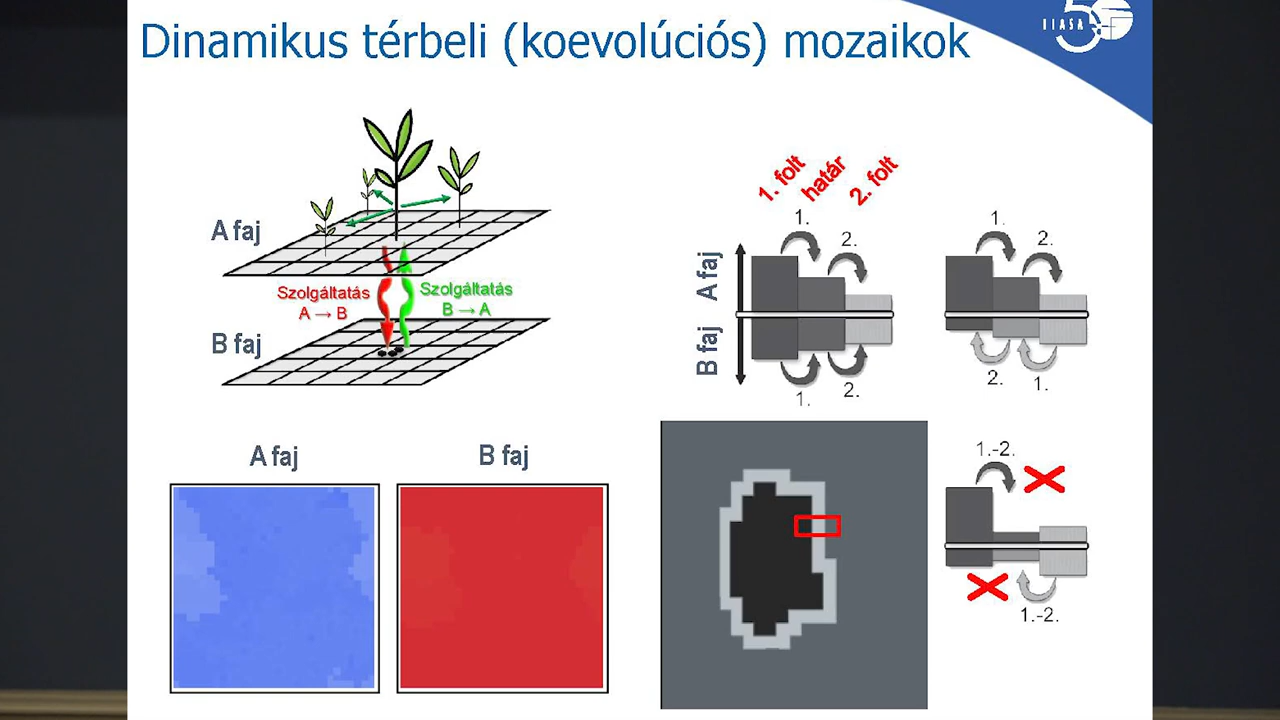 Dinamikus térbeli (koevolúciós) mozaikok
IIASA 50
A faj
Szolgáltatás
A → B
Szolgáltatás
B → A
B faj
A faj
B faj
1. folt
határ
2. folt
A faj
B faj
1.
2.
1.
2.
1.
2.
2.
1.
1.-2.
1.-2.